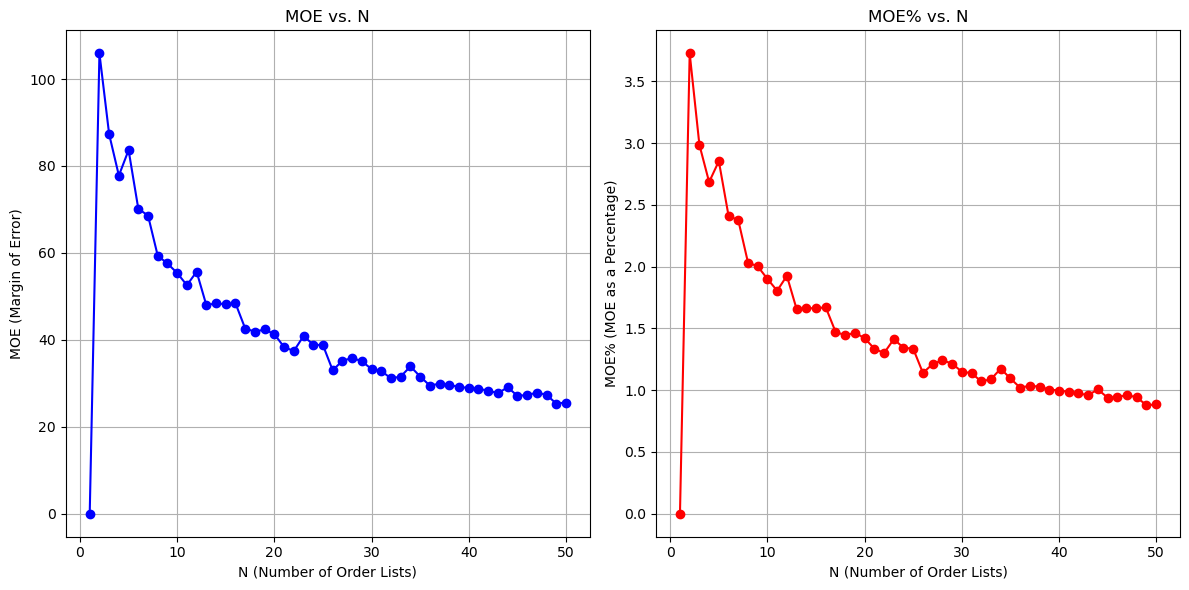 MOE vs. N
MOE (Margin of Error)
100
80
60
40
20
0
0 10 20 30 40 50
N (Number of Order Lists)
MOE% vs. N
MOE% (MOE as a Percentage)
3.5
3.0
2.5
2.0
1.5
1.0
0.5
0.0
0 10 20 30 40 50
N (Number of Order Lists)